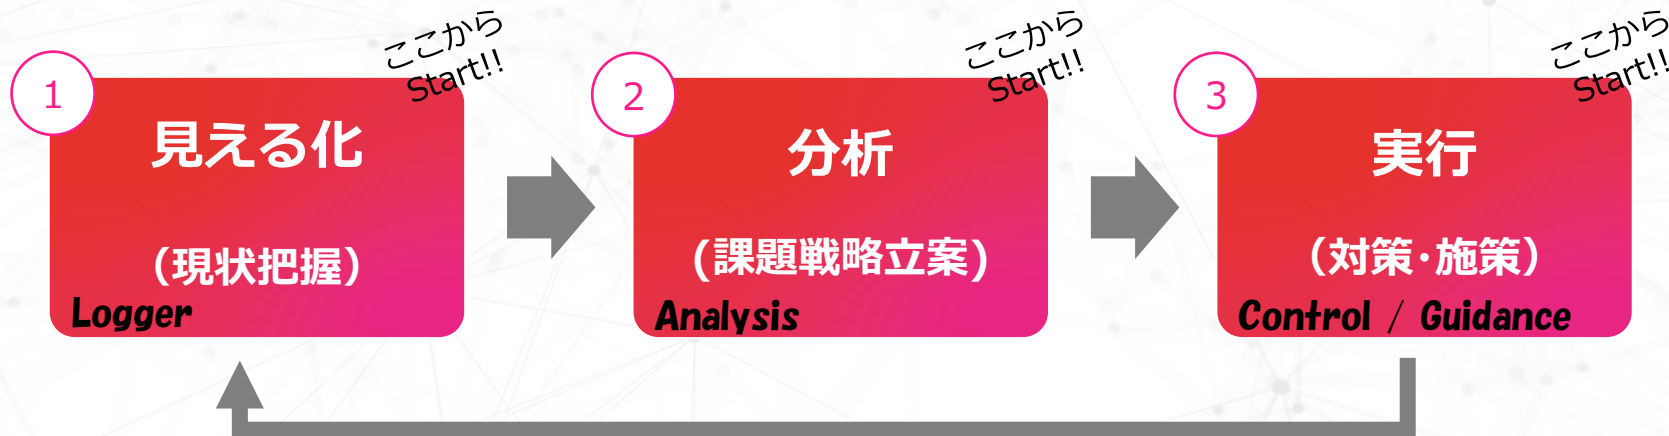 1
ここから
Start!!
見える化
（現状把握）
Logger
2
ここから
Start!!
分析
(課題戦略立案)
Analysis
3
ここから
Start!!
実行
（対策・施策）
Control / Guidance